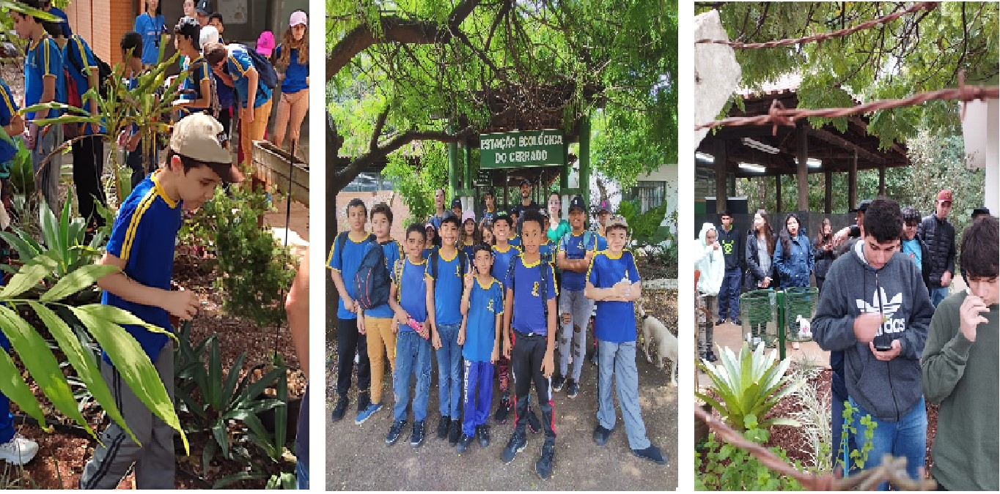 ESTAÇÃO ECOLÓGICA
DO CERRADO
adidas